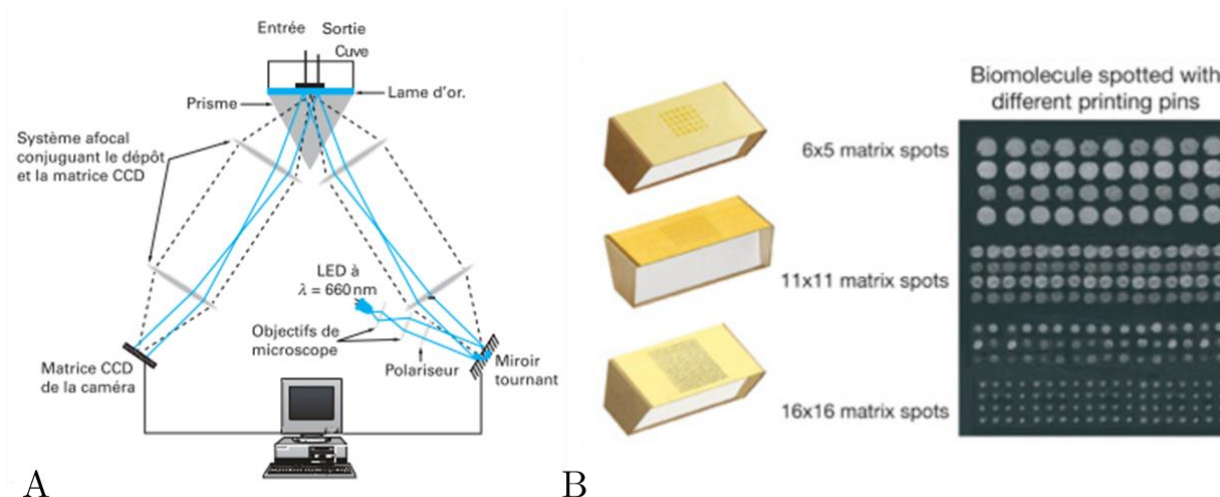 Entrée
Sortie
Cuve
Prisme
Lame d'or.
Système afocal
conjuguant le dépôt
et la matrice CCD
LED à
λ = 660 nm
Objectifs de
microscope
Polariseur
Miroir
tournant
Matrice CCD
de la caméra
A
Biomolecule spotted with
different printing pins
6x5 matrix spots
11x11 matrix spots
16x16 matrix spots
B